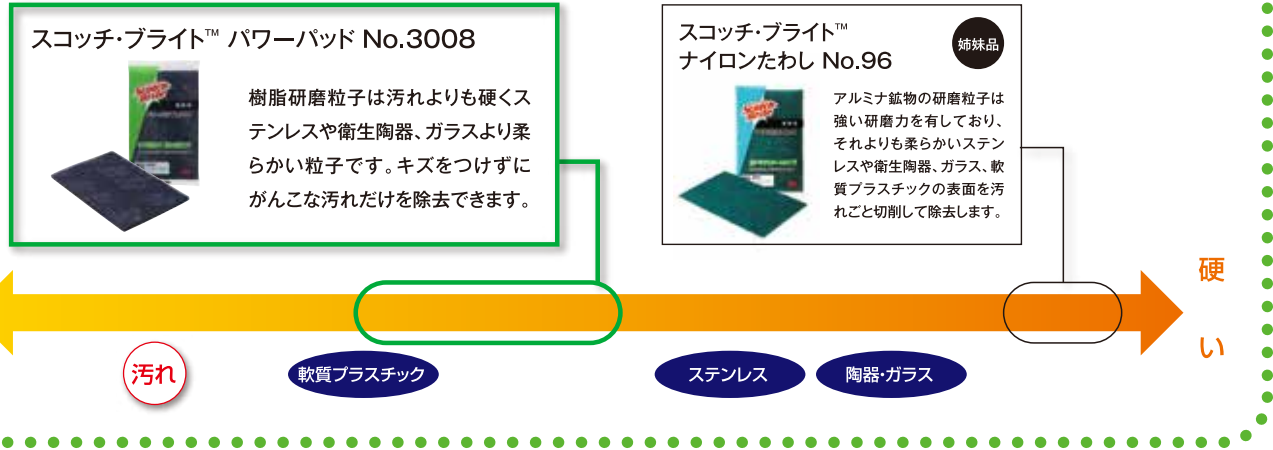 スコッチ・ブライト™ パワーパッド No.3008
樹脂研磨粒子は汚れよりも硬くス
テンレスや衛生陶器、ガラスより柔
らかい粒子です。キズをつけずに
がんこな汚れだけを除去できます。
Scotch
Brite
スコッチ・ブライト™
ナイロンたわし No.96
姉妹品
アルミナ鉱物の研磨粒子は
強い研磨力を有しており、
それよりも柔らかいステン
レスや衛生陶器、ガラス、軟
質プラスチックの表面を汚
れごと切削して除去します。
Scotch
Brite
硬
い
汚れ
軟質プラスチック
ステンレス
陶器・ガラス